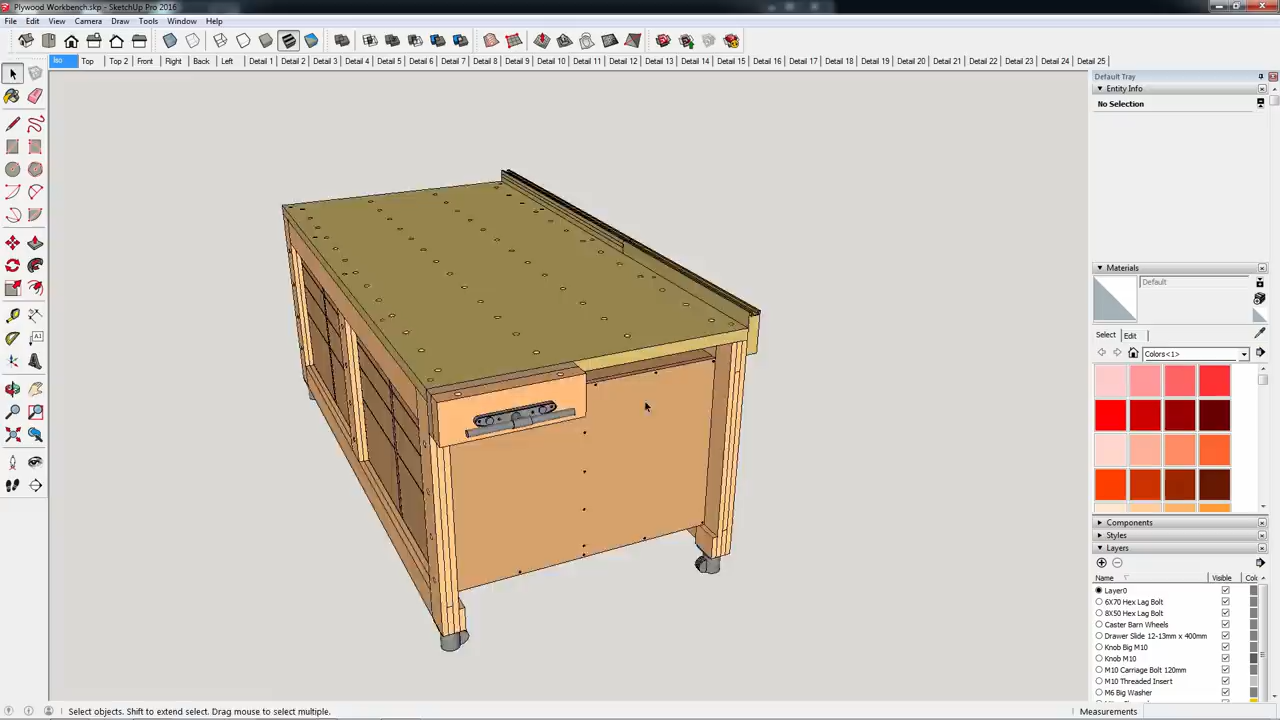 Plywood Workbench.skp - SketchUp Pro 2016
File Edit View Camera Draw Tools Window Help
Iso Top Top 2 Front Right Back Left Detail 1 Detail 2 Detail 3 Detail 4 Detail 5 Detail 6 Detail 7 Detail 8 Detail 9 Detail 10 Detail 11 Detail 12 Detail 13 Detail 14 Detail 15 Detail 16 Detail 17 Detail 18 Detail 19 Detail 20 Detail 21 Detail 22 Detail 23 Detail 24 Detail 25
Default Tray
Entity Info
No Selection
Materials
Default
Select Edit
Colors<1>
Components
Styles
Layers
Name Visible Col
Layer0
6X70 Hex Lag Bolt
8X50 Hex Lag Bolt
Caster Barn Wheels
Drawer Slide 12-13mm x 400mm
Knob Big M10
Knob M10
M10 Carriage Bolt 120mm
M10 Threaded Insert
M6 Big Washer
Select objects. Shift to extend select. Drag mouse to select multiple.
Measurements